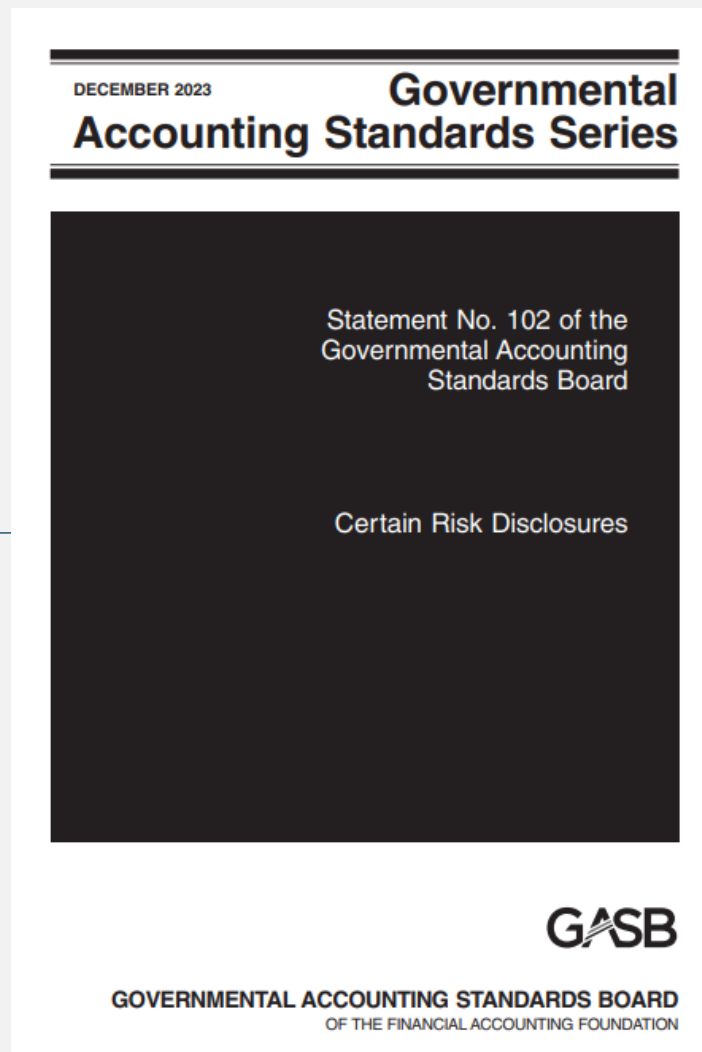 DECEMBER 2023
Governmental
Accounting Standards Series
Statement No. 102 of the
Governmental Accounting
Standards Board
Certain Risk Disclosures
GASB
GOVERNMENTAL ACCOUNTING STANDARDS BOARD
OF THE FINANCIAL ACCOUNTING FOUNDATION